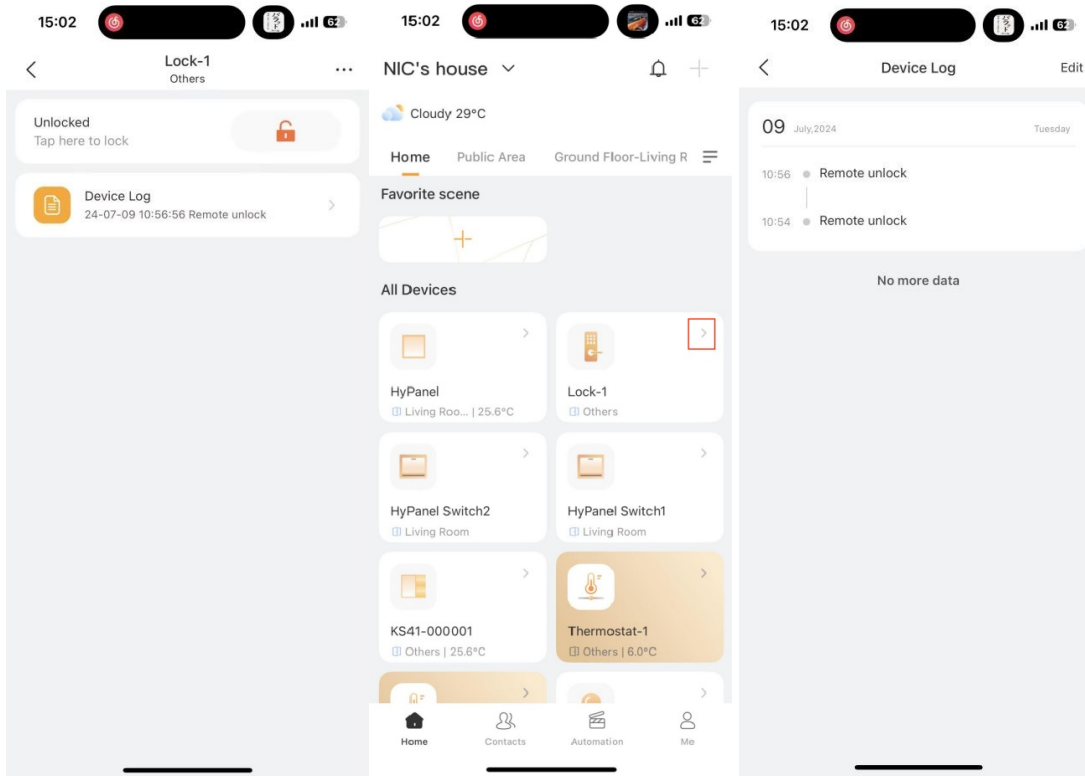 15:02
62
Lock-1
Others
Unlocked
Tap here to lock
Device Log
24-07-09 10:56:56 Remote unlock
15:02
62
NIC's house
Cloudy 29°C
Home
Public Area
Ground Floor-Living R
Favorite scene
All Devices
HyPanel
Living Roo... | 25.6°C
Lock-1
Others
HyPanel Switch2
Living Room
HyPanel Switch1
Living Room
KS41-000001
Others | 25.6°C
Thermostat-1
Others | 6.0°C
Home
Contacts
Automation
Me
15:02
62
Device Log
Edit
09 July,2024
Tuesday
10:56 Remote unlock
10:54 Remote unlock
No more data